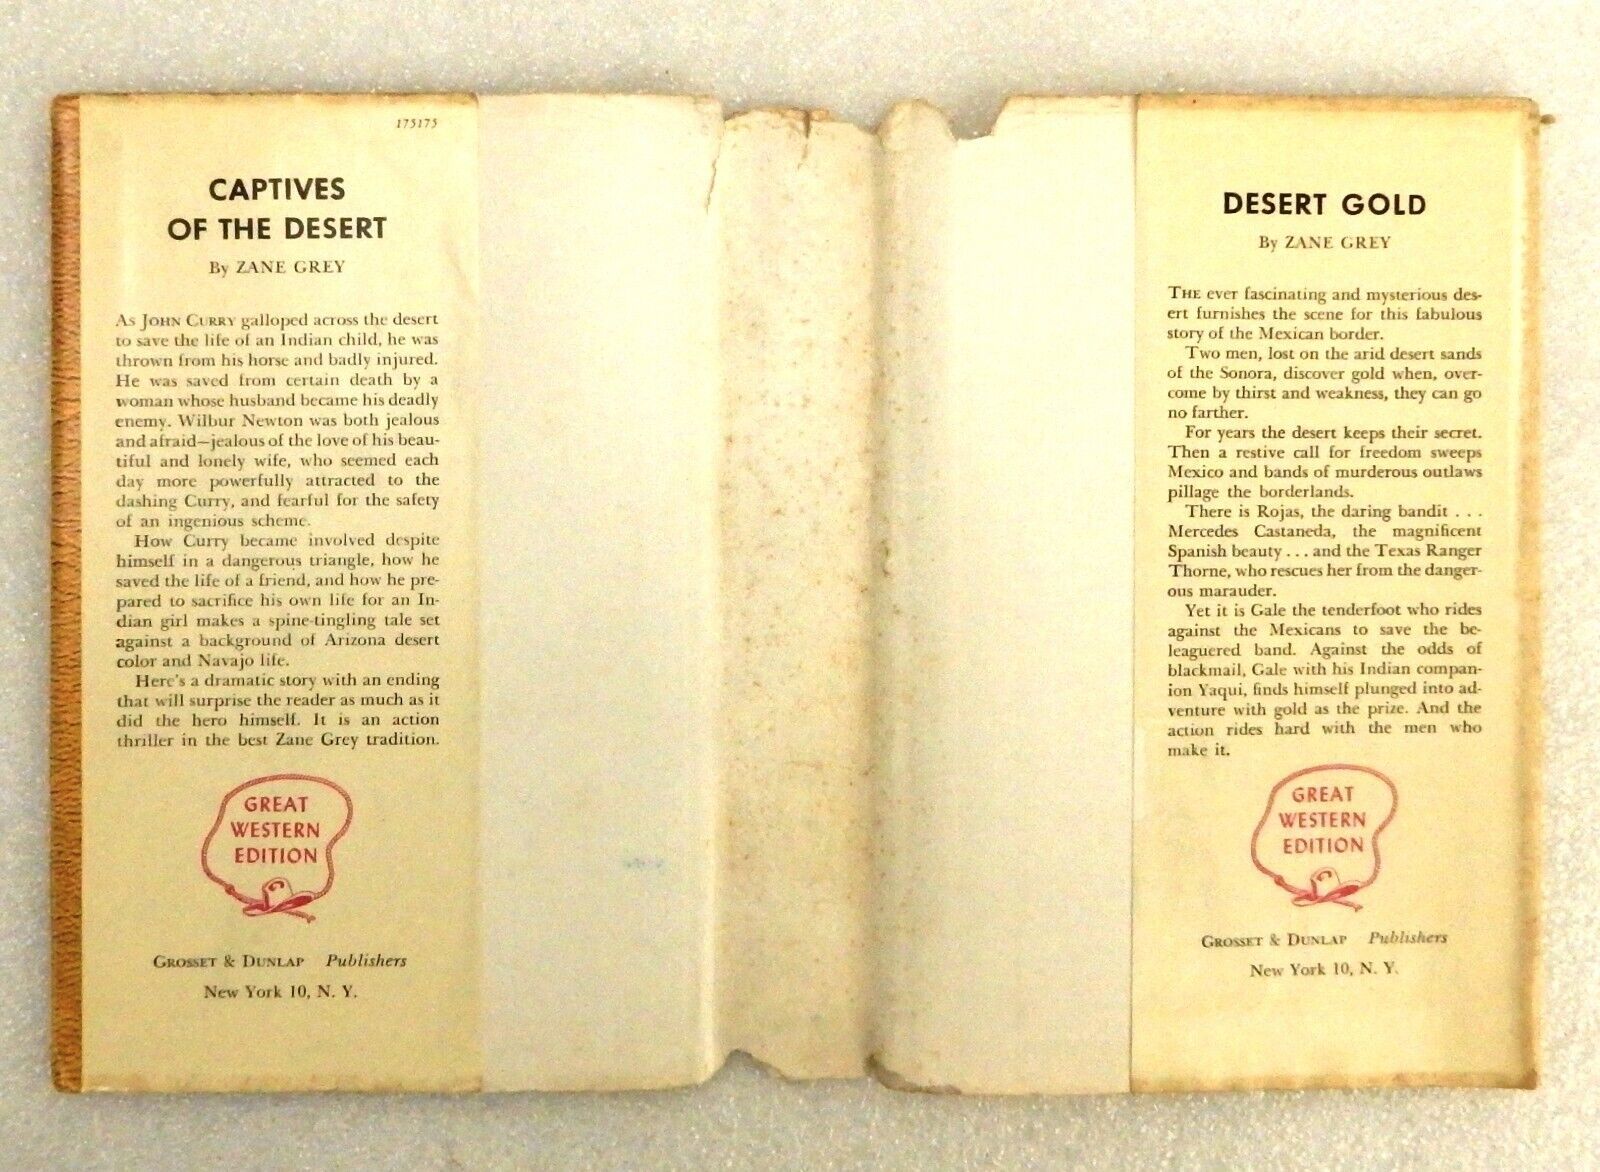 175175
CAPTIVES
OF THE DESERT
By ZANE GREY
As John Curry galloped across the desert
to save the life of an Indian child, he was
thrown from his horse and badly injured.
He was saved from certain death by a
woman whose husband became his deadly
enemy. Wilbur Newton was both jealous
and afraid—jealous of the love of his beau-
tiful and lonely wife, who seemed each
day more powerfully attracted to the
dashing Curry, and fearful for the safety
of an ingenious scheme.
How Curry became involved despite
himself in a dangerous triangle, how he
saved the life of a friend, and how he pre-
pared to sacrifice his own life for an In-
dian girl makes a spine-tingling tale set
against a background of Arizona desert
color and Navajo life.
Here's a dramatic story with an ending
that will surprise the reader as much as it
did the hero himself. It is an action
thriller in the best Zane Grey tradition.
GREAT
WESTERN
EDITION
Grosset & Dunlap Publishers
New York 10, N. Y.
DESERT GOLD
By ZANE GREY
The ever fascinating and mysterious des-
ert furnishes the scene for this fabulous
story of the Mexican border.
Two men, lost on the arid desert sands
of the Sonora, discover gold when, over-
come by thirst and weakness, they can go
no farther.
For years the desert keeps their secret.
Then a restive call for freedom sweeps
Mexico and bands of murderous outlaws
pillage the borderlands.
There is Rojas, the daring bandit . . .
Mercedes Castaneda, the magnificent
Spanish beauty . . . and the Texas Ranger
Thorne, who rescues her from the danger-
ous marauder.
Yet it is Gale the tenderfoot who rides
against the Mexicans to save the be-
leaguered band. Against the odds of
blackmail, Gale with his Indian compan-
ion Yaqui, finds himself plunged into ad-
venture with gold as the prize. And the
action rides hard with the men who
make it.
GREAT
WESTERN
EDITION
Grosset & Dunlap Publishers
New York 10, N. Y.